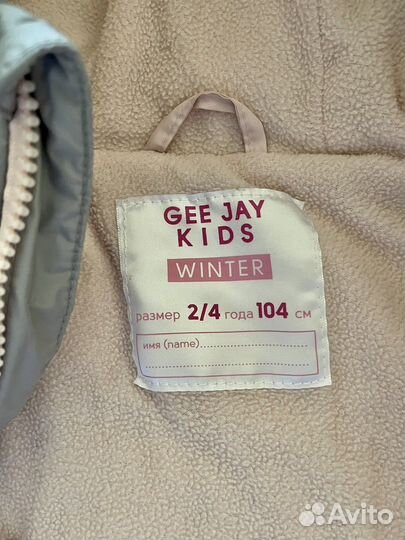 GEE JAY
KIDS
WINTER
размер 2/4 года 104 см
имя (name)
Avito